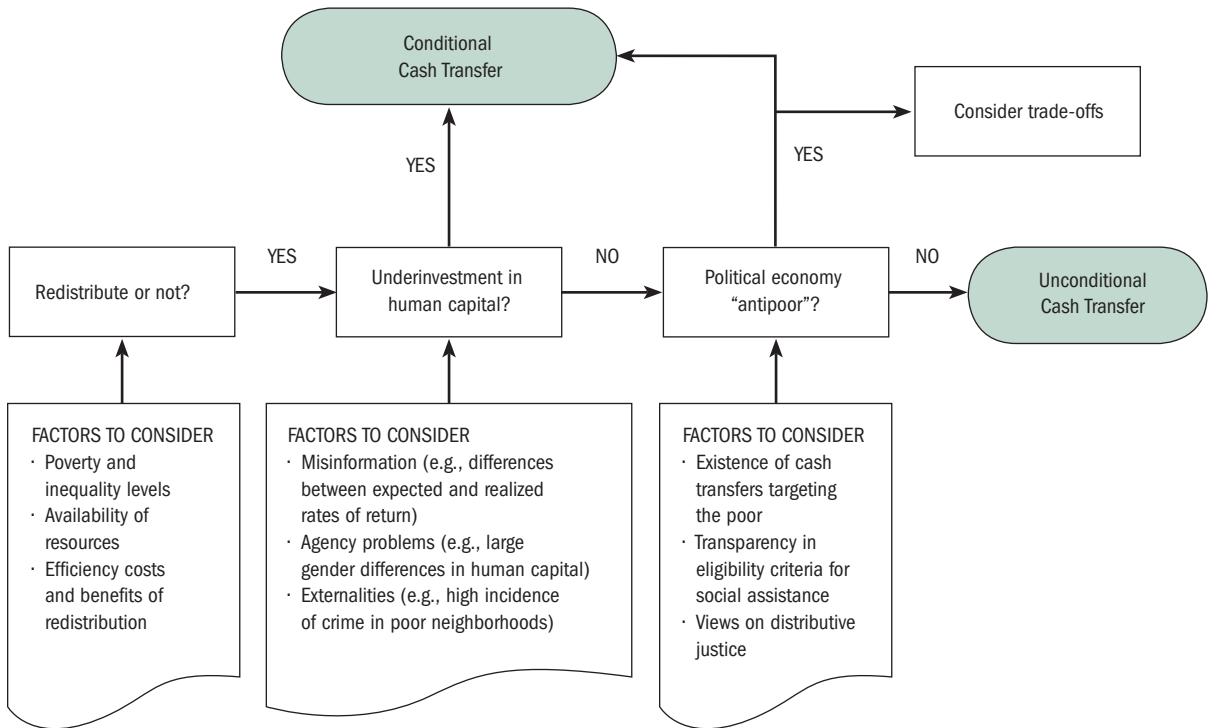 Conditional
Cash Transfer
Consider trade-offs
YES
YES
Redistribute or not?
YES
Underinvestment in
human capital?
NO
Political economy
“antipoor”?
NO
Unconditional
Cash Transfer
FACTORS TO CONSIDER
· Poverty and
inequality levels
· Availability of
resources
· Efficiency costs
and benefits of
redistribution
FACTORS TO CONSIDER
· Misinformation (e.g., differences
between expected and realized
rates of return)
· Agency problems (e.g., large
gender differences in human capital)
· Externalities (e.g., high incidence
of crime in poor neighborhoods)
FACTORS TO CONSIDER
· Existence of cash
transfers targeting
the poor
· Transparency in
eligibility criteria for
social assistance
· Views on distributive
justice